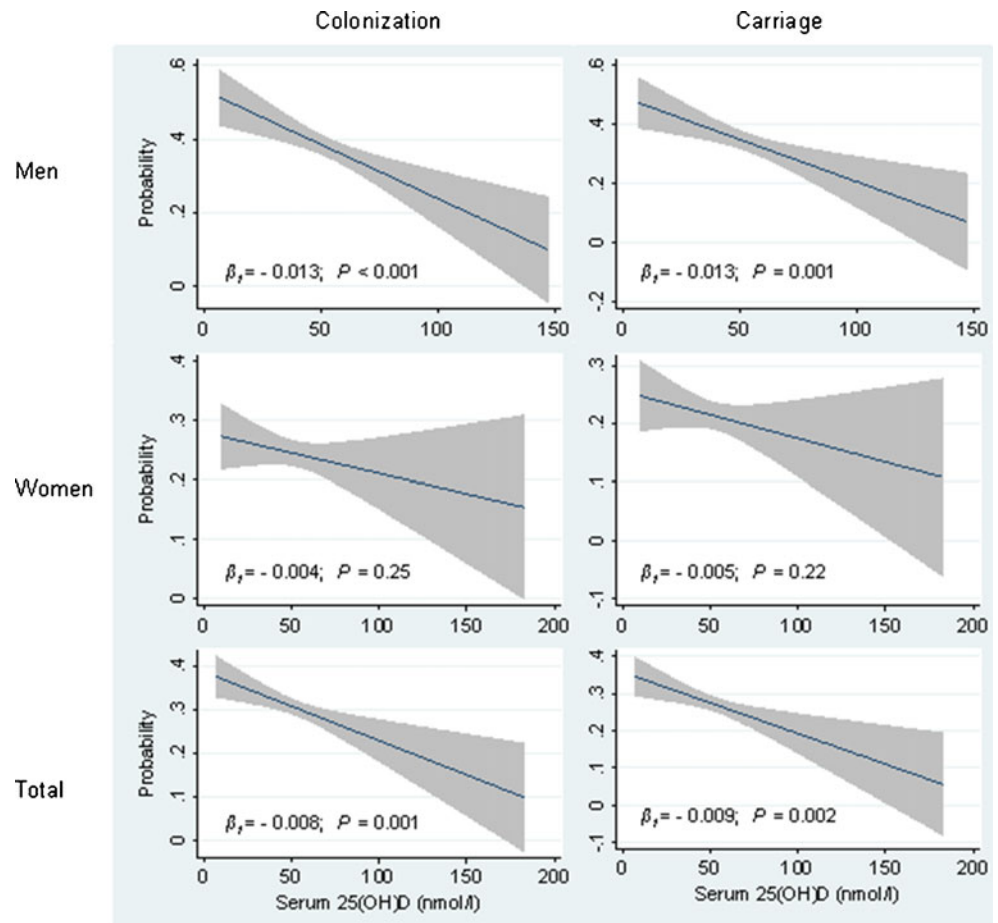 Colonization Carriage
Men
Probability
.6
.4
.2
0
β₁= - 0.013; P < 0.001
0 50 100 150
.6
.4
.2
0
-.2
β₁= - 0.013; P = 0.001
0 50 100 150
Women
Probability
.4
.3
.2
.1
0
β₁= - 0.004; P = 0.25
0 50 100 150 200
.3
.2
.1
0
-.1
β₁= - 0.005; P = 0.22
0 50 100 150 200
Total
Probability
.4
.3
.2
.1
0
β₁= - 0.008; P = 0.001
0 50 100 150 200
Serum 25(OH)D (nmol/l)
.4
.3
.2
.1
0
-.1
β₁= - 0.009; P = 0.002
0 50 100 150 200
Serum 25(OH)D (nmol/l)